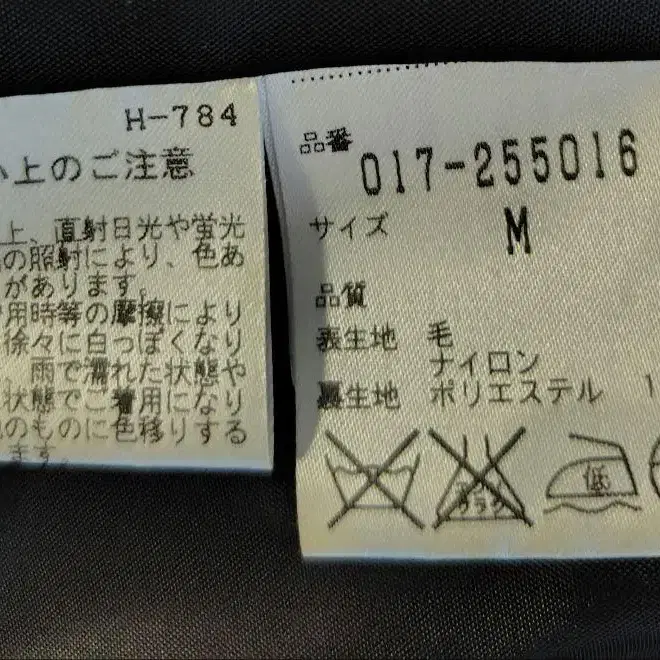 H-784
い上のご注意
上、直射日光や蛍光
の照射により、色あ
があります。
用時等の摩擦により
徐々に白っぽくなり
、雨で濡れた状態や
状態でご着用になり
のものに色移りする
ます。
品番
017-255016
サイズ
M
品質
表生地 毛
ナイロン
裏生地 ポリエステル 1
低